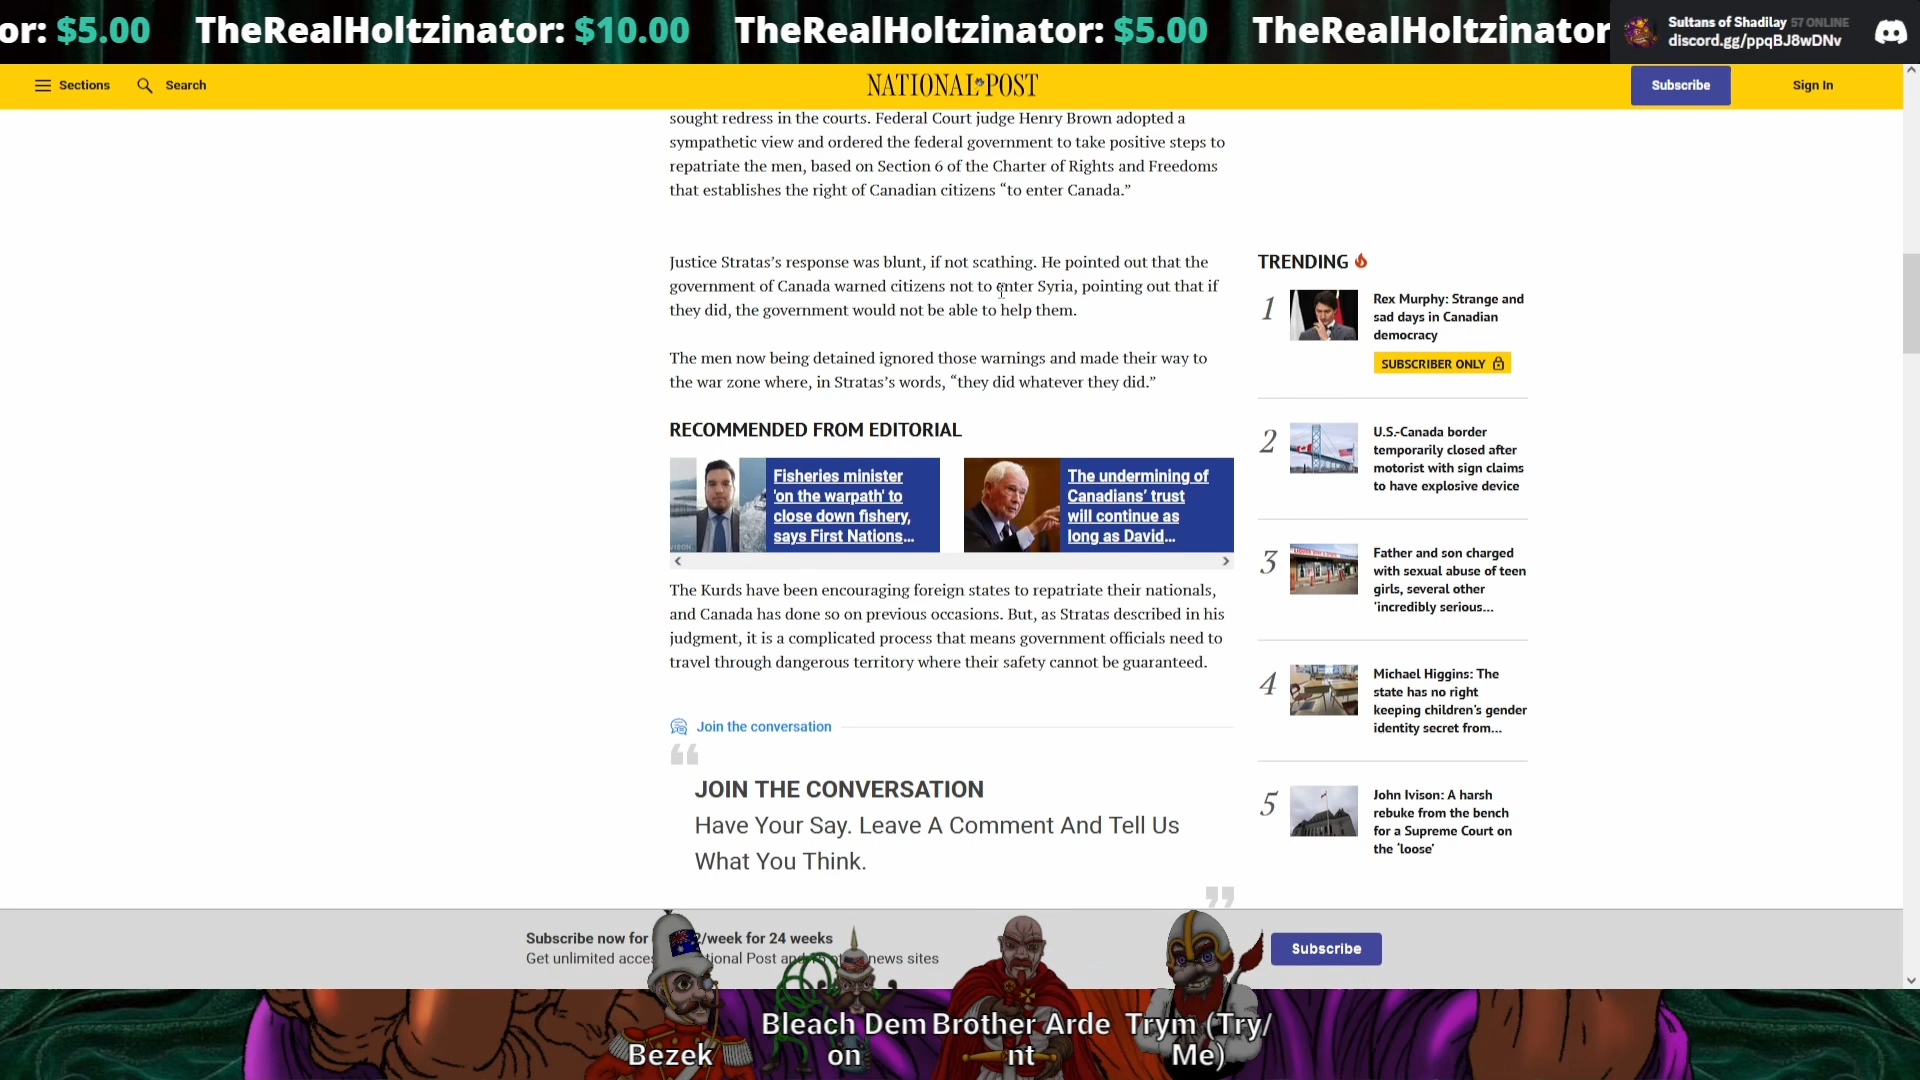 or: $5.00 TheRealHoltzinator: $10.00 TheRealHoltzinator: $5.00 TheRealHoltzinator
Sultans of Shadilay 57 ONLINE
discord.gg/ppqBJ8wDNv
Sections Search NATIONAL POST Subscribe Sign In
sought redress in the courts. Federal Court judge Henry Brown adopted a
sympathetic view and ordered the federal government to take positive steps to
repatriate the men, based on Section 6 of the Charter of Rights and Freedoms
that establishes the right of Canadian citizens “to enter Canada.”
Justice Stratas’s response was blunt, if not scathing. He pointed out that the
government of Canada warned citizens not to enter Syria, pointing out that if
they did, the government would not be able to help them.
The men now being detained ignored those warnings and made their way to
the war zone where, in Stratas’s words, “they did whatever they did.”
RECOMMENDED FROM EDITORIAL
Fisheries minister
'on the warpath' to
close down fishery,
says First Nations...
The undermining of
Canadians’ trust
will continue as
long as David...
The Kurds have been encouraging foreign states to repatriate their nationals,
and Canada has done so on previous occasions. But, as Stratas described in his
judgment, it is a complicated process that means government officials need to
travel through dangerous territory where their safety cannot be guaranteed.
Join the conversation
JOIN THE CONVERSATION
Have Your Say. Leave A Comment And Tell Us
What You Think.
TRENDING
1
Rex Murphy: Strange and
sad days in Canadian
democracy
SUBSCRIBER ONLY
2
U.S.-Canada border
temporarily closed after
motorist with sign claims
to have explosive device
3
Father and son charged
with sexual abuse of teen
girls, several other
'incredibly serious...
4
Michael Higgins: The
state has no right
keeping children's gender
identity secret from...
5
John Ivison: A harsh
rebuke from the bench
for a Supreme Court on
the ‘loose’
Subscribe now for /week for 24 weeks
Get unlimited National Post and news sites
Subscribe
Bezek
Bleach Dem
on
Brother Arde
nt
Trym (Try/
Me)